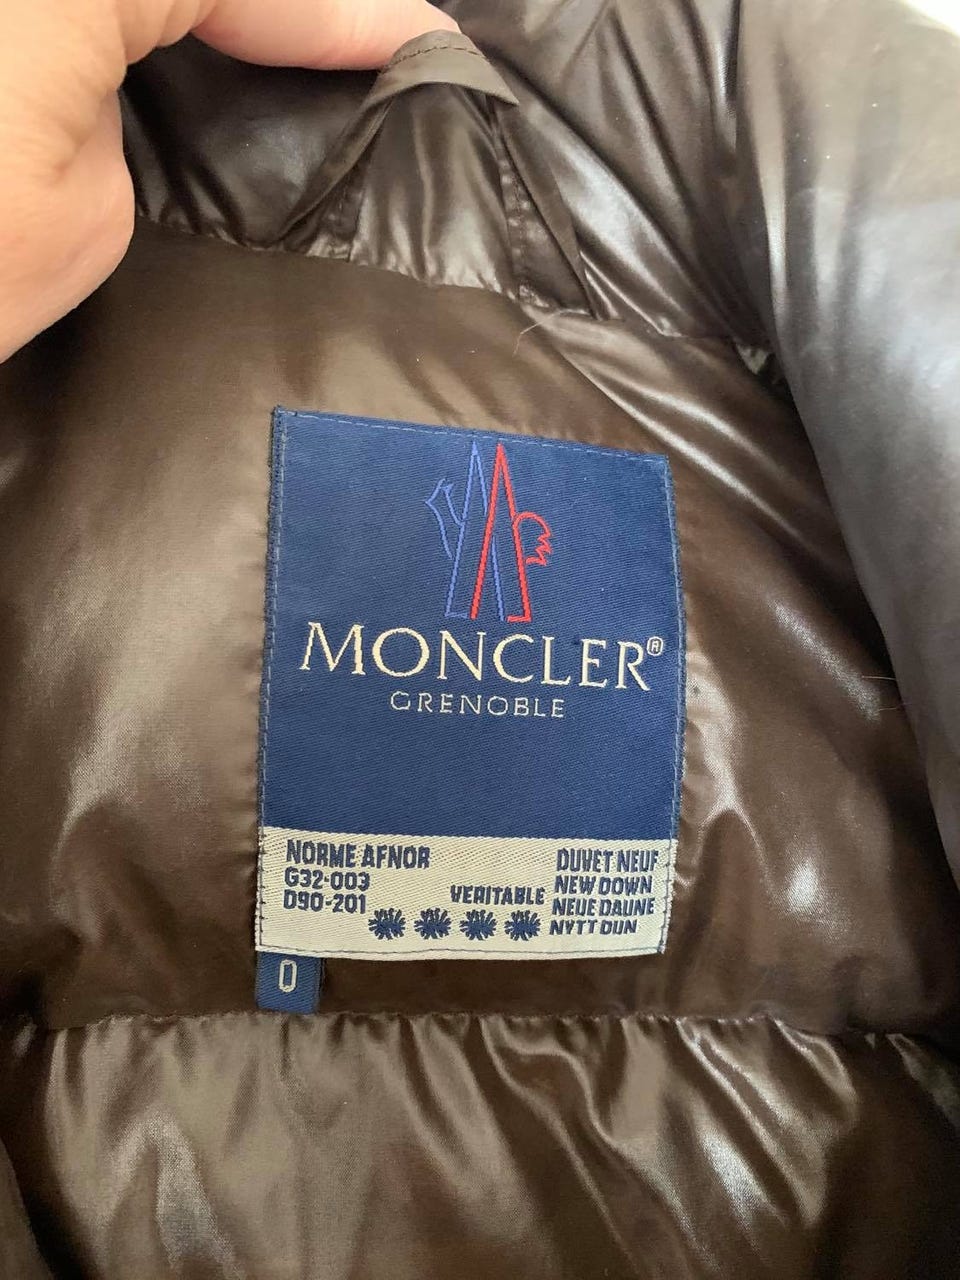 MONCLER®
GRENOBLE
NORME AFNOR
G32-003
D90-201
VERITABLE
DUVET NEUF
NEW DOWN
NEUE DAUNE
NYTT DUN
0